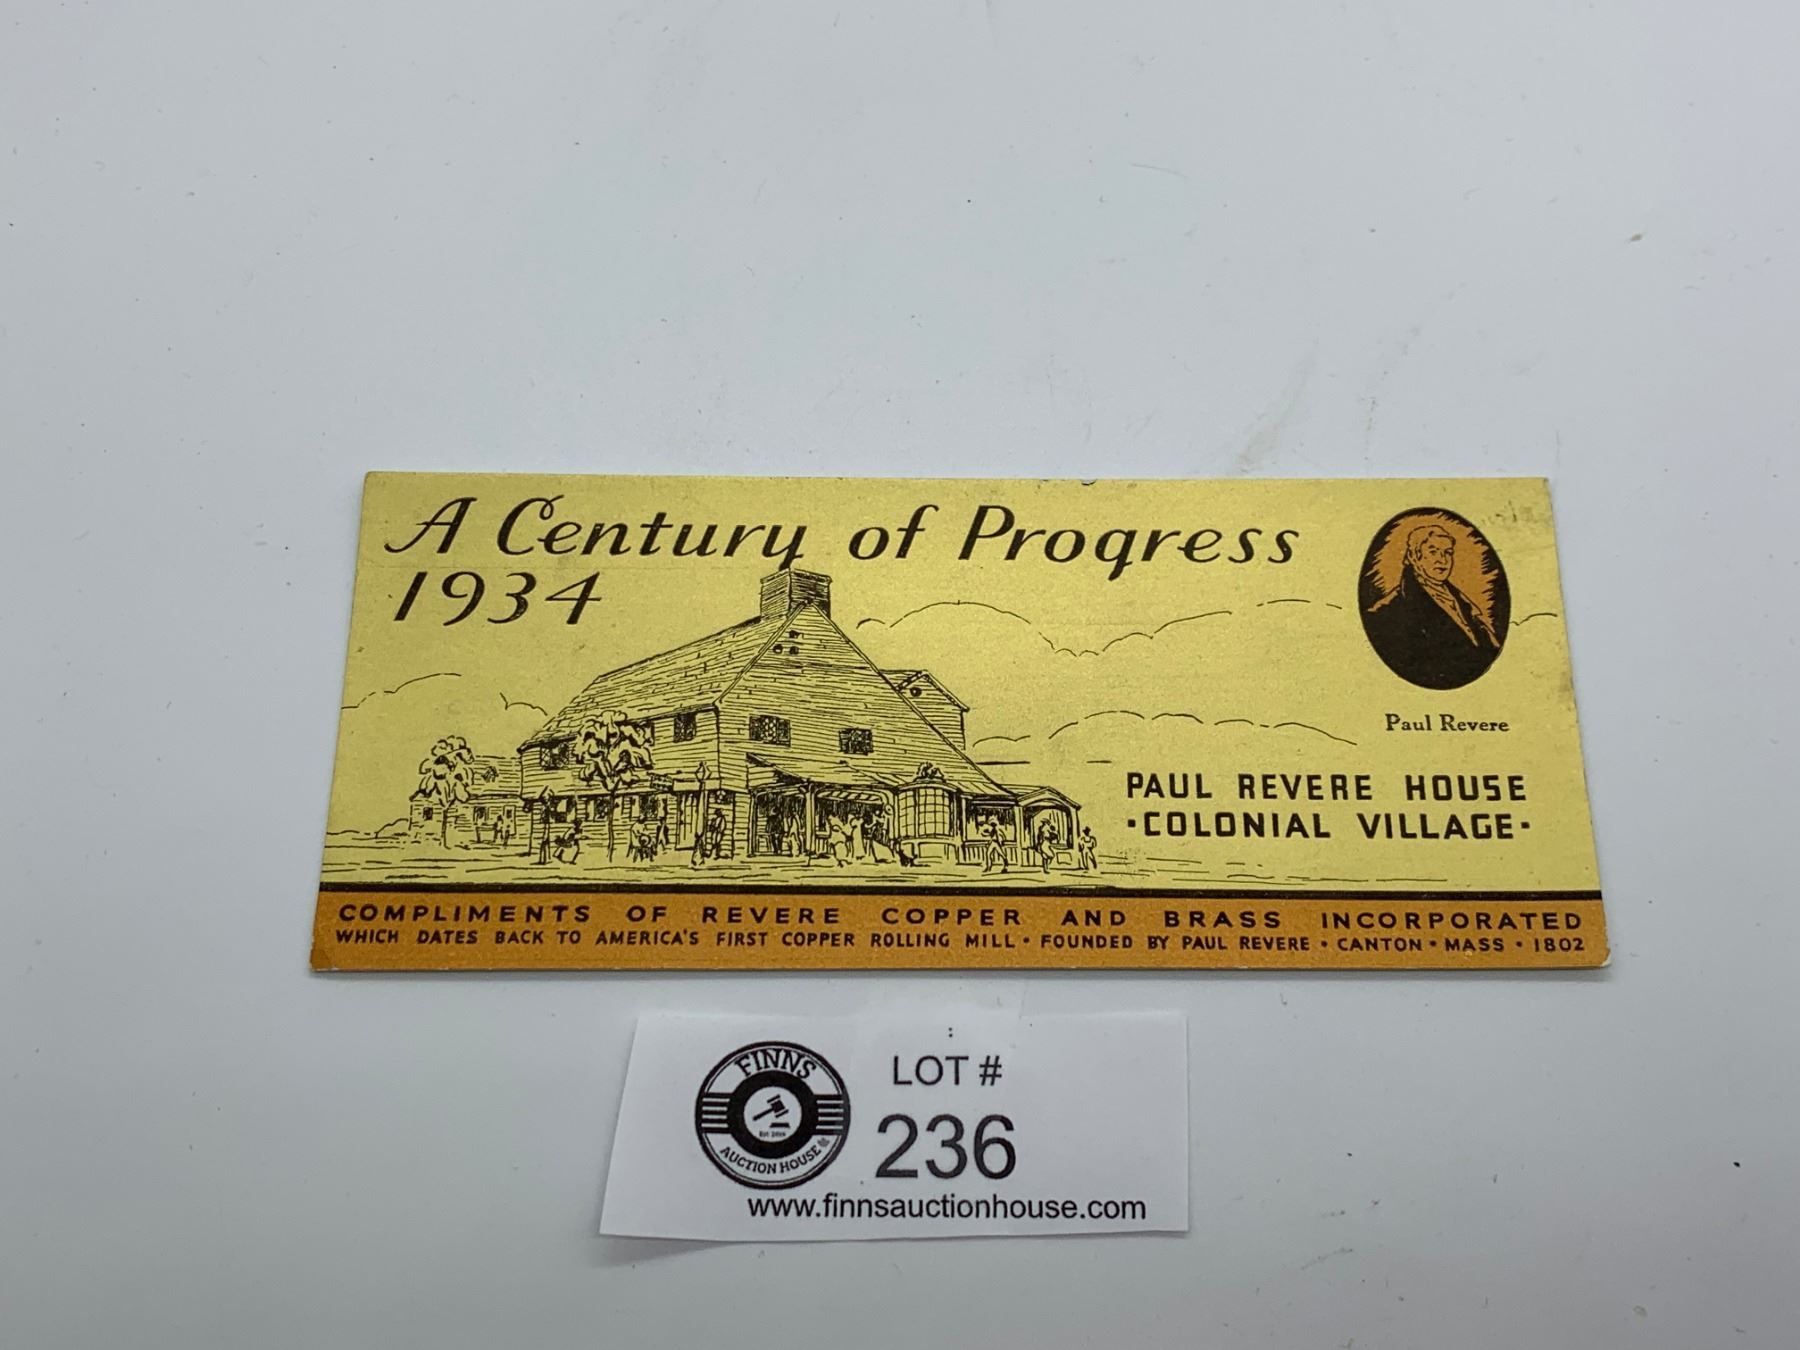 A Century of Progress
1934
Paul Revere
PAUL REVERE HOUSE
·COLONIAL VILLAGE·
COMPLIMENTS OF REVERE COPPER AND BRASS INCORPORATED
WHICH DATES BACK TO AMERICA'S FIRST COPPER ROLLING MILL · FOUNDED BY PAUL REVERE · CANTON · MASS · 1802
FINNS
AUCTION HOUSE
LOT #
236
www.finnsauctionhouse.com